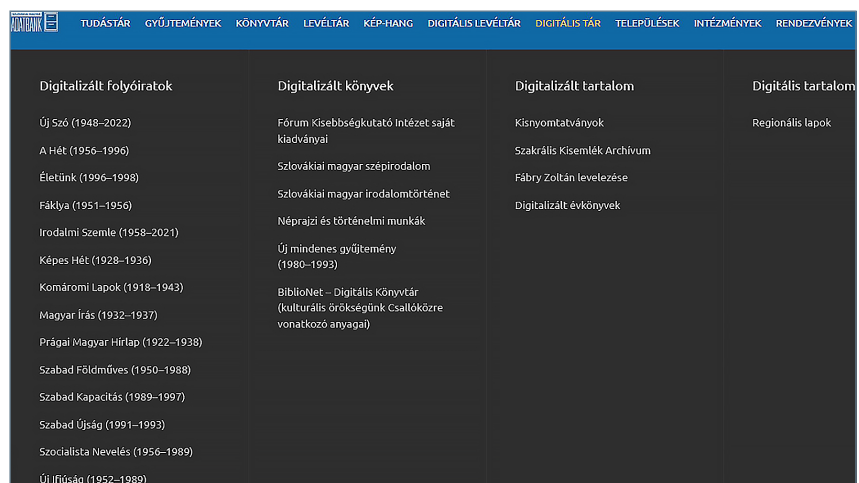 ADATBANK
TUDÁSTÁR GYŰJTEMÉNYEK KÖNYVTÁR LEVÉLTÁR KÉP-HANG DIGITÁLIS LEVÉLTÁR DIGITÁLIS TÁR TELEPÜLÉSEK INTÉZMÉNYEK RENDEZVÉNYEK
Digitalizált folyóiratok
Új Szó (1948–2022)
A Hét (1956–1996)
Életünk (1996–1998)
Fáklya (1951–1956)
Irodalmi Szemle (1958–2021)
Képes Hét (1928–1936)
Komáromi Lapok (1918–1943)
Magyar Írás (1932–1937)
Prágai Magyar Hírlap (1922–1938)
Szabad Földműves (1950–1988)
Szabad Kapacitás (1989–1997)
Szabad Újság (1991–1993)
Szocialista Nevelés (1956–1989)
Új Ifjúság (1952–1989)
Digitalizált könyvek
Fórum Kisebbségkutató Intézet saját
kiadványai
Szlovákiai magyar szépirodalom
Szlovákiai magyar irodalomtörténet
Néprajzi és történelmi munkák
Új mindenes gyűjtemény
(1980–1993)
BiblioNet – Digitális Könyvtár
(kulturális örökségünk Csallóközre
vonatkozó anyagai)
Digitalizált tartalom
Kisnyomtatványok
Szakrális Kisemlék Archívum
Fábry Zoltán levelezése
Digitalizált évkönyvek
Digitális tartalom
Regionális lapok